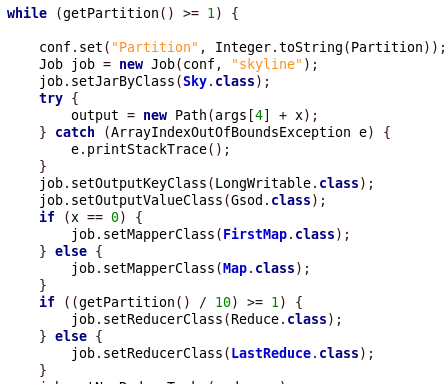 while (getPartition() >= 1) {
conf.set("Partition", Integer.toString(Partition));
Job job = new Job(conf, "skyline");
job.setJarByClass(Sky.class);
try {
output = new Path(args[4] + x);
} catch (ArrayIndexOutOfBoundsException e) {
e.printStackTrace();
}
job.setOutputKeyClass(LongWritable.class);
job.setOutputValueClass(Gsod.class);
if (x == 0) {
job.setMapperClass(FirstMap.class);
} else {
job.setMapperClass(Map.class);
}
if ((getPartition() / 10) >= 1) {
job.setReducerClass(Reduce.class);
} else {
job.setReducerClass(LastReduce.class);
}